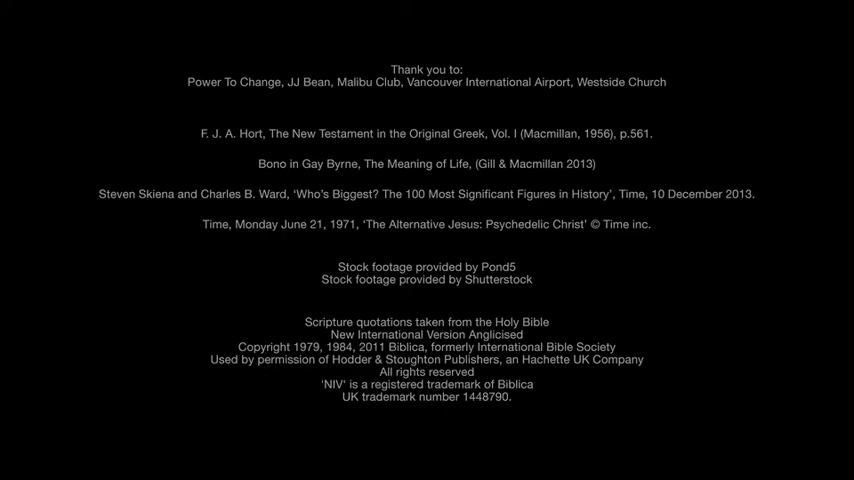 Thank you to:
Power To Change, JJ Bean, Malibu Club, Vancouver International Airport, Westside Church
F. J. A. Hort, The New Testament in the Original Greek, Vol. I (Macmillan, 1956), p.561.
Bono in Gay Byrne, The Meaning of Life, (Gill & Macmillan 2013)
Steven Skiena and Charles B. Ward, ‘Who’s Biggest? The 100 Most Significant Figures in History’, Time, 10 December 2013.
Time, Monday June 21, 1971, ‘The Alternative Jesus: Psychedelic Christ’ © Time inc.
Stock footage provided by Pond5
Stock footage provided by Shutterstock
Scripture quotations taken from the Holy Bible
New International Version Anglicised
Copyright 1979, 1984, 2011 Biblica, formerly International Bible Society
Used by permission of Hodder & Stoughton Publishers, an Hachette UK Company
All rights reserved
‘NIV‘ is a registered trademark of Biblica
UK trademark number 1448790.